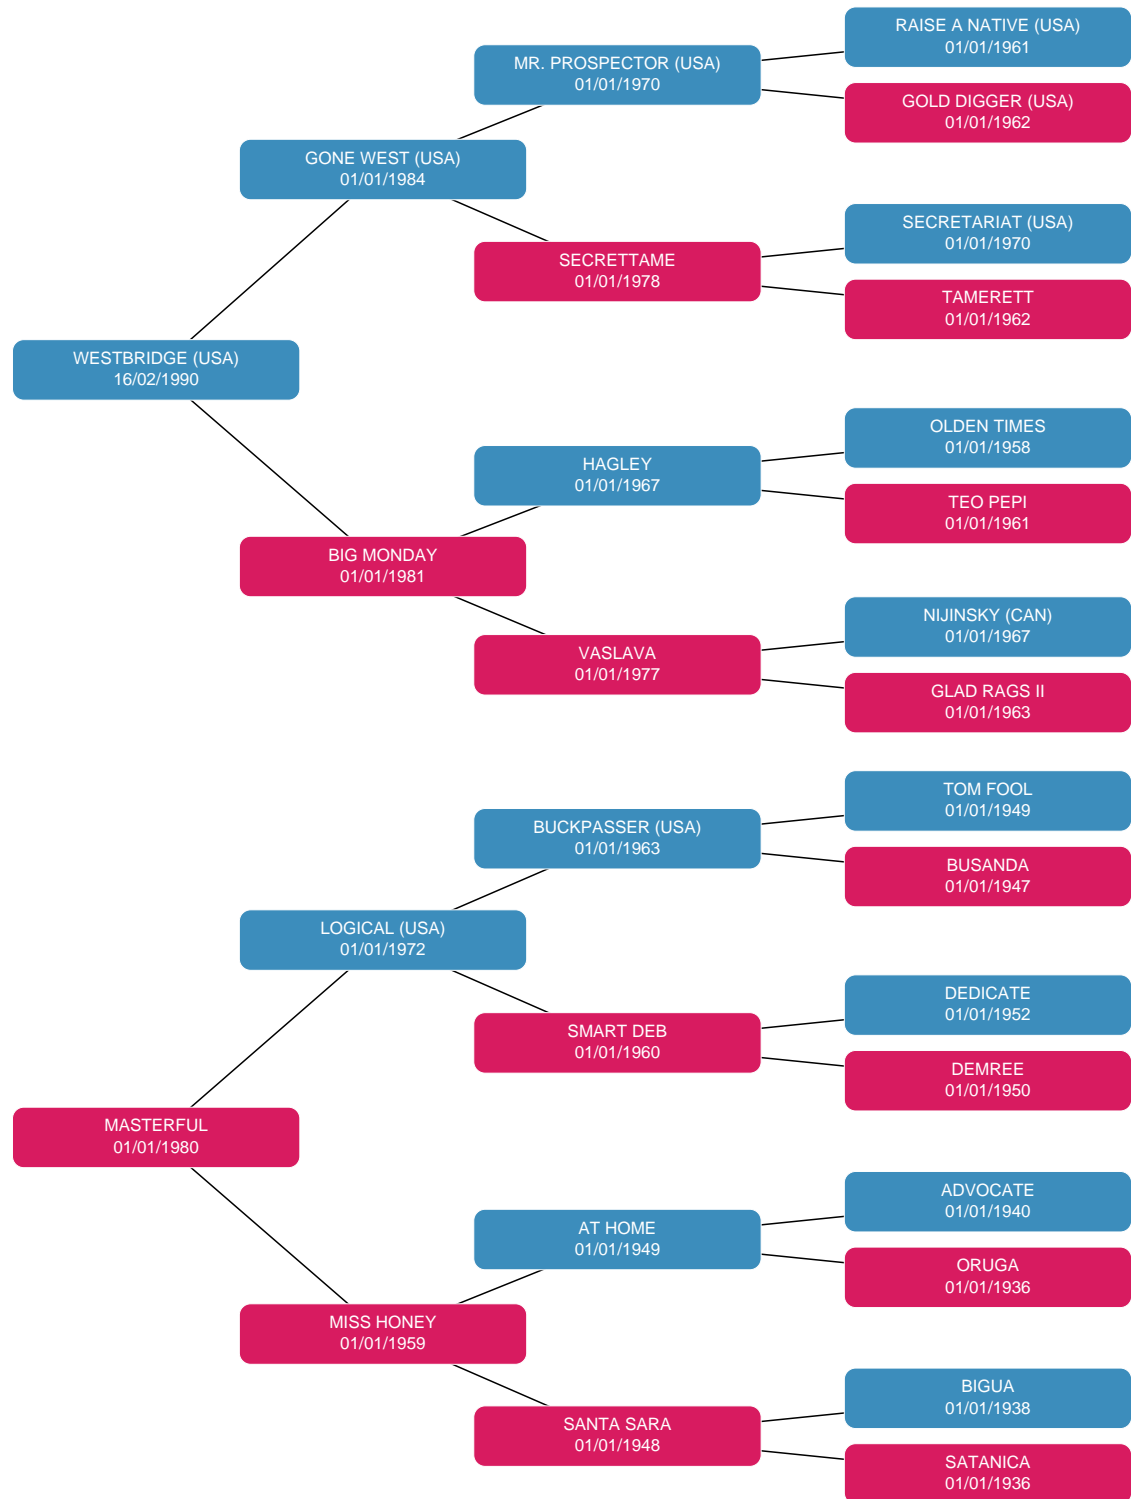 RAISE A NATIVE (USA)
01/01/1961
MR. PROSPECTOR (USA)
01/01/1970
GOLD DIGGER (USA)
01/01/1962
GONE WEST (USA)
01/01/1984
SECRETARIAT (USA)
01/01/1970
SECRETTAME
01/01/1978
TAMERETT
01/01/1962
WESTBRIDGE (USA)
16/02/1990
OLDEN TIMES
01/01/1958
HAGLEY
01/01/1967
TEO PEPI
01/01/1961
BIG MONDAY
01/01/1981
NIJINSKY (CAN)
01/01/1967
VASLAVA
01/01/1977
GLAD RAGS II
01/01/1963
TOM FOOL
01/01/1949
BUCKPASSER (USA)
01/01/1963
BUSANDA
01/01/1947
LOGICAL (USA)
01/01/1972
DEDICATE
01/01/1952
SMART DEB
01/01/1960
DEMREE
01/01/1950
MASTERFUL
01/01/1980
ADVOCATE
01/01/1940
AT HOME
01/01/1949
ORUGA
01/01/1936
MISS HONEY
01/01/1959
BIGUA
01/01/1938
SANTA SARA
01/01/1948
SATANICA
01/01/1936